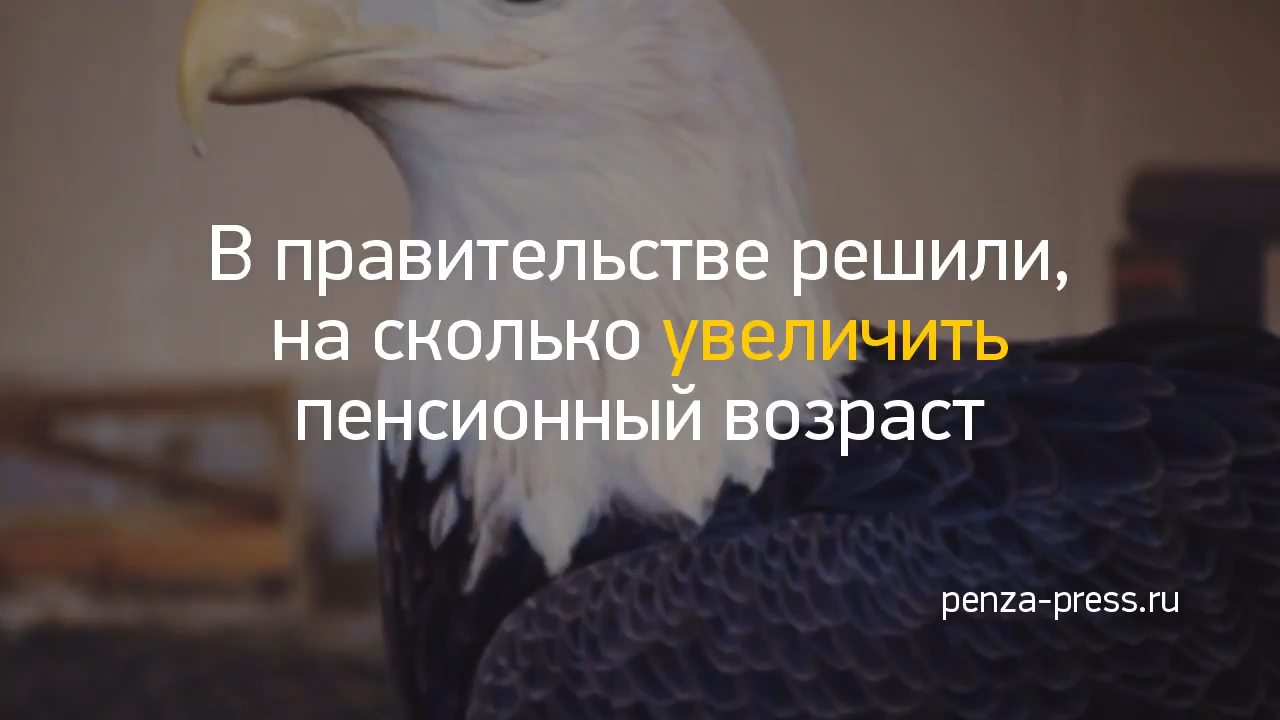 В правительстве решили,
на сколько увеличить
пенсионный возраст
penza-press.ru